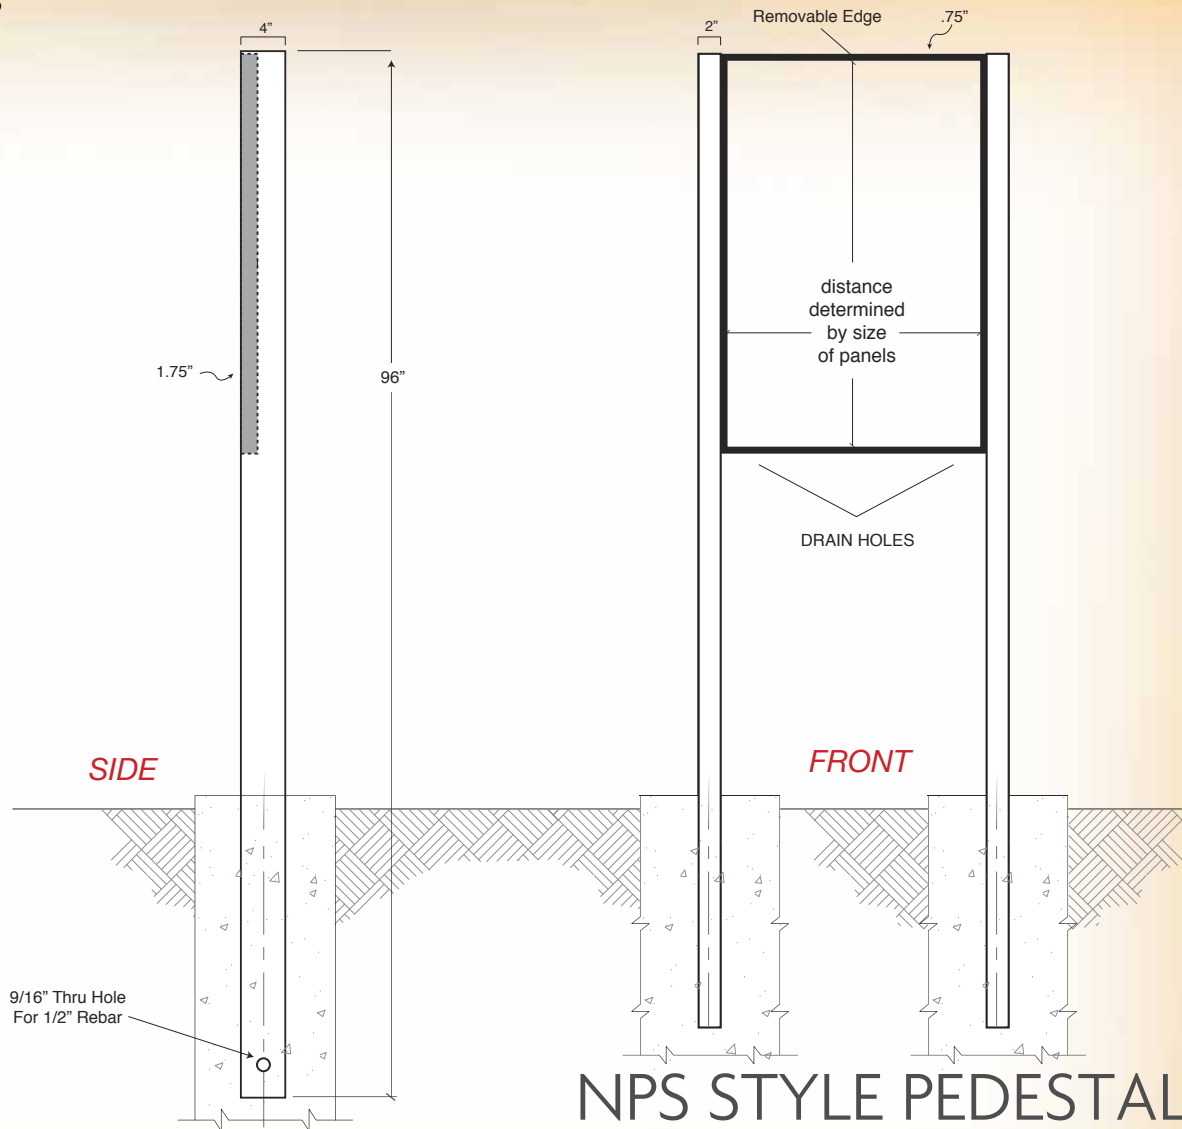 4”
2”
Removable Edge
.75”
1.75”
96”
distance
determined
by size
of panels
DRAIN HOLES
SIDE
FRONT
9/16” Thru Hole
For 1/2” Rebar
NPS STYLE PEDESTAL